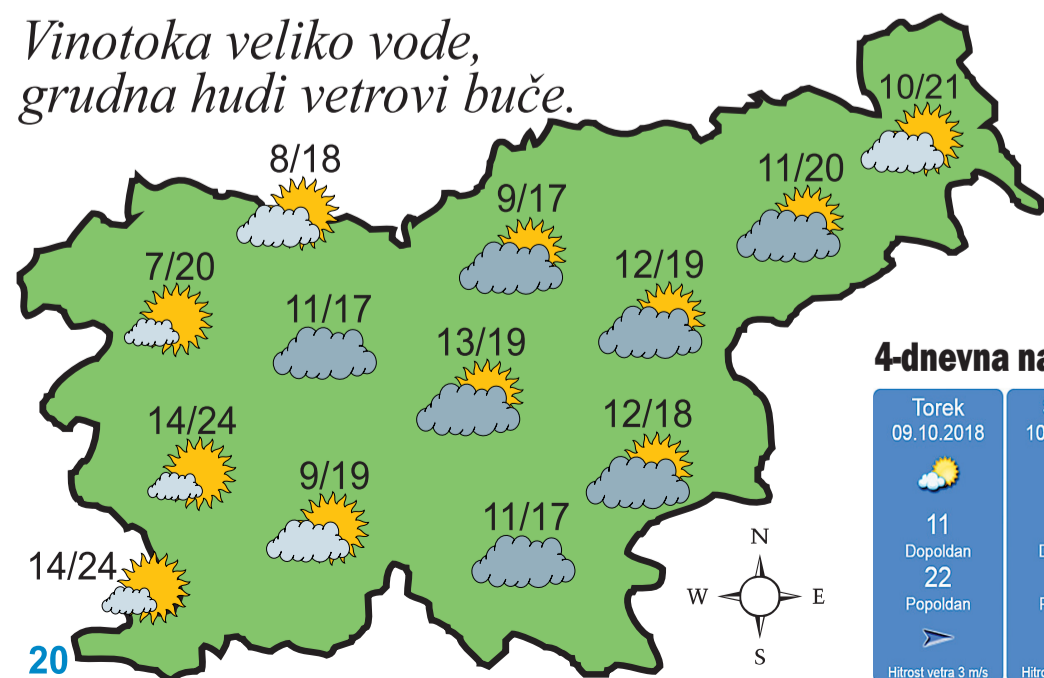 Vinotoka veliko vode,
grudna hudi vetrovi buče.
10/21
8/18
11/20
9/17
7/20
12/19
11/17
13/19
14/24
12/18
9/19
11/17
14/24
N
W E
S
20
4-dnevna
Torek
09.10.2018
11
Dopoldan
22
Popoldan
Hitrost vetra 3 m/s